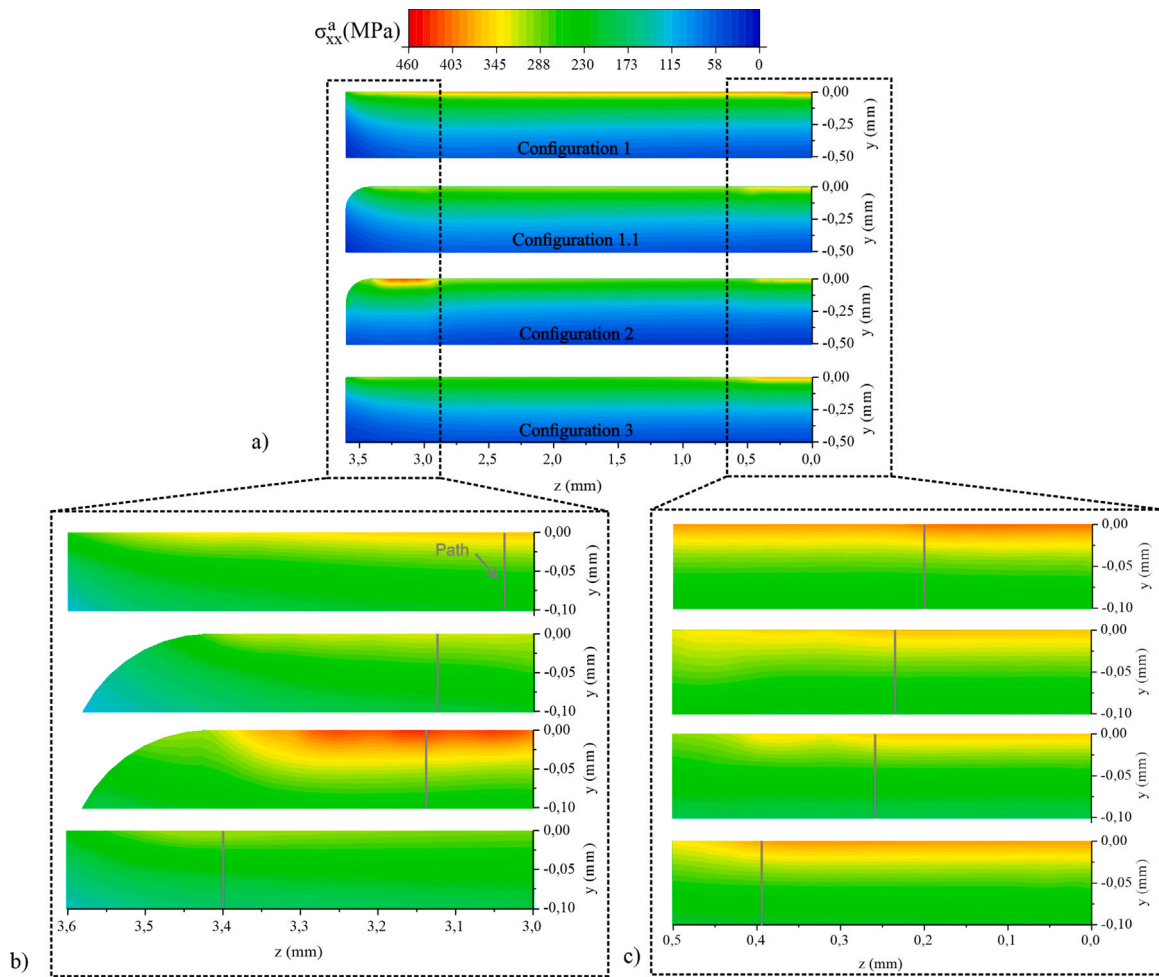 σᵃₓₓ(MPa)
460 403 345 288 230 173 115 58 0
Configuration 1
0,00
-0,25
-0,50
y (mm)
Configuration 1.1
0,00
-0,25
-0,50
y (mm)
Configuration 2
0,00
-0,25
-0,50
y (mm)
Configuration 3
0,00
-0,25
-0,50
y (mm)
a)
3,5 3,0 2,5 2,0 1,5 1,0 0,5 0,0
z (mm)
Path
0,00
-0,05
-0,10
y (mm)
0,00
-0,05
-0,10
y (mm)
0,00
-0,05
-0,10
y (mm)
0,00
-0,05
-0,10
y (mm)
3,6 3,5 3,4 3,3 3,2 3,1 3,0
z (mm)
b)
0,00
-0,05
-0,10
y (mm)
0,00
-0,05
-0,10
y (mm)
0,00
-0,05
-0,10
y (mm)
0,00
-0,05
-0,10
y (mm)
0,5 0,4 0,3 0,2 0,1 0,0
z (mm)
c)